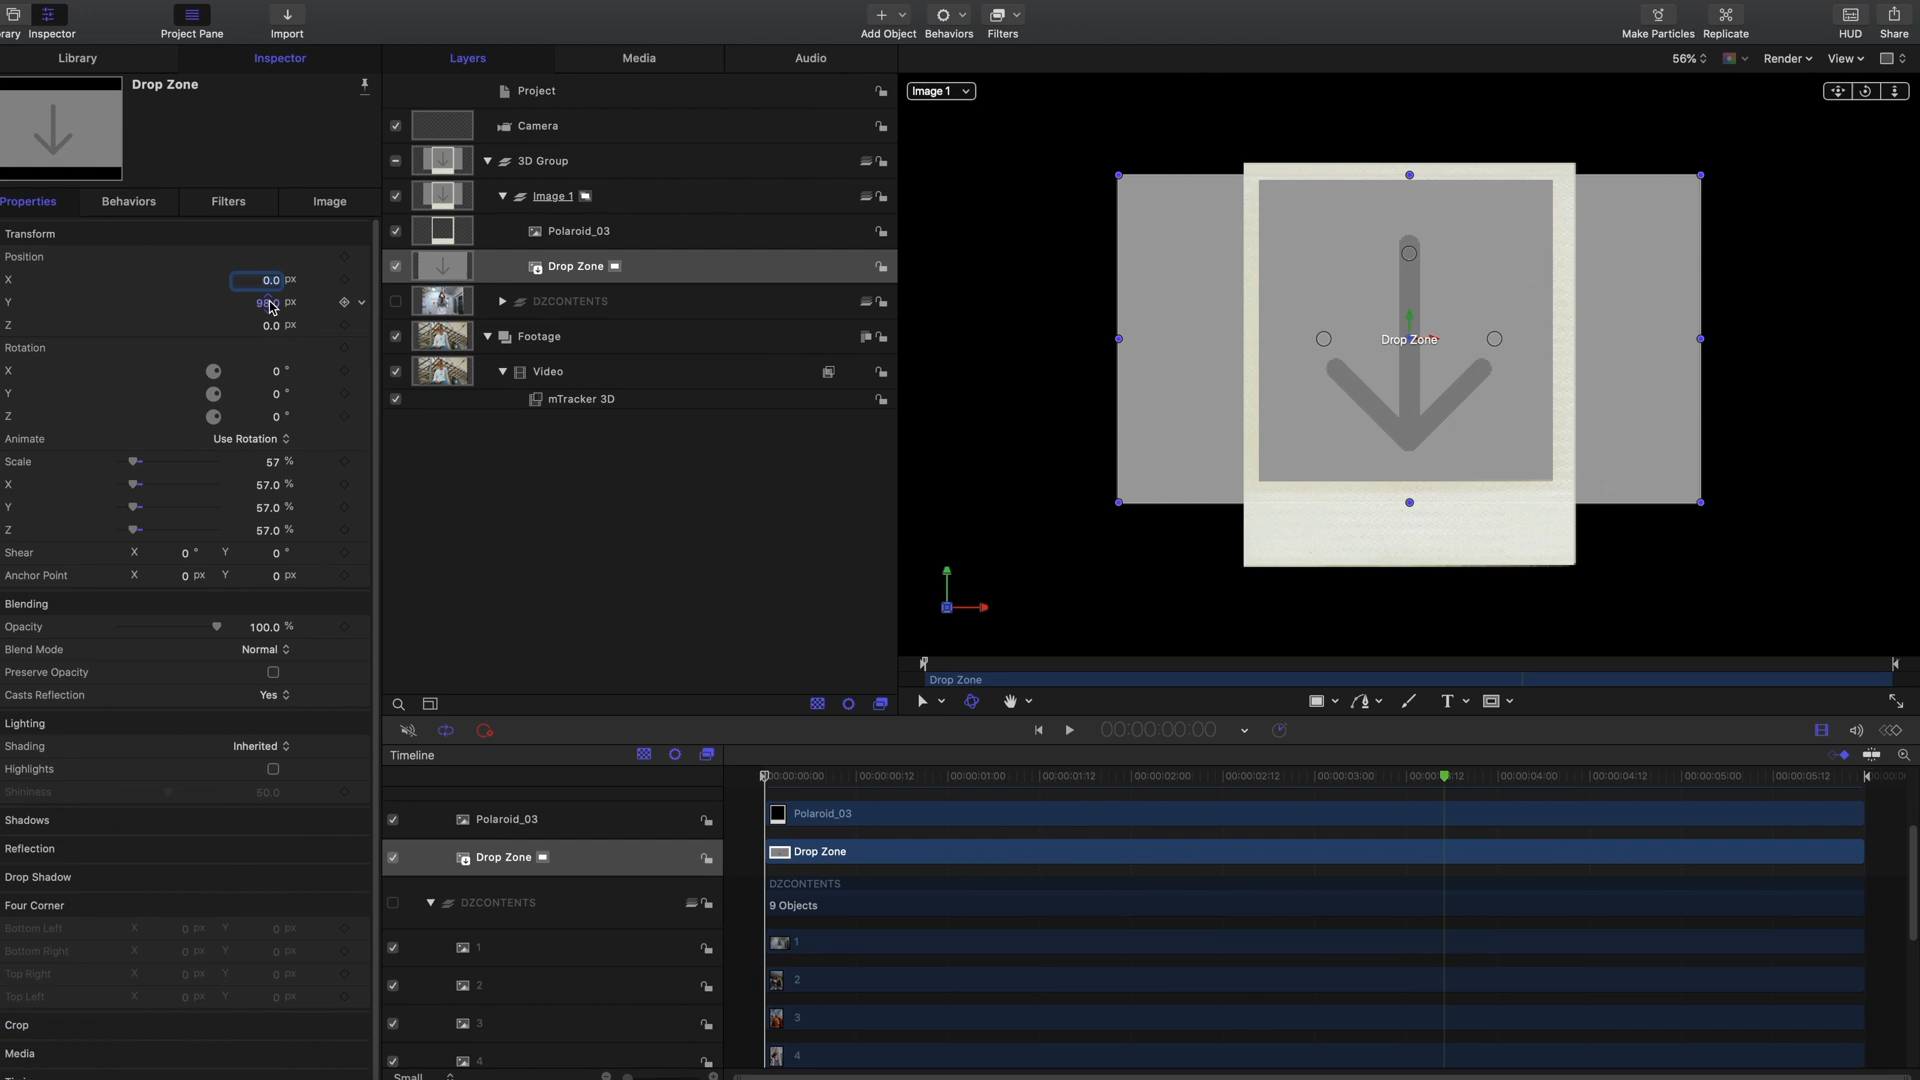 rary
Inspector
Project Pane
Import
Add Object
Behaviors
Filters
Make Particles
Replicate
HUD
Share
Library
Inspector
Layers
Media
Audio
56%
Render
View
Drop Zone
Properties
Behaviors
Filters
Image
Transform
Position
X 0.0 px
Y px
Z 0.0 px
Rotation
X 0 °
Y 0 °
Z 0 °
Animate Use Rotation
Scale 57 %
X 57.0 %
Y 57.0 %
Z 57.0 %
Shear X 0 ° Y 0 °
Anchor Point X 0 px Y 0 px
Blending
Opacity 100.0 %
Blend Mode Normal
Preserve Opacity
Casts Reflection Yes
Lighting
Shading Inherited
Highlights
Shininess 50.0
Shadows
Reflection
Drop Shadow
Four Corner
Bottom Left X 0 px Y 0 px
Bottom Right X 0 px Y 0 px
Top Right X 0 px Y 0 px
Top Left X 0 px Y 0 px
Crop
Media
Project
Camera
3D Group
Image 1
Polaroid_03
Drop Zone
DZCONTENTS
Footage
Video
mTracker 3D
Image 1
Drop Zone
Drop Zone
T
00:00:00:00
Timeline
00:00:00:00
00:00:00:12
00:00:01:00
00:00:01:12
00:00:02:00
00:00:02:12
00:00:03:00
00:00:04:00
00:00:04:12
00:00:05:00
00:00:05:12
Polaroid_03
Polaroid_03
Drop Zone
Drop Zone
DZCONTENTS
DZCONTENTS
9 Objects
1
1
2
2
3
3
4
4
Small